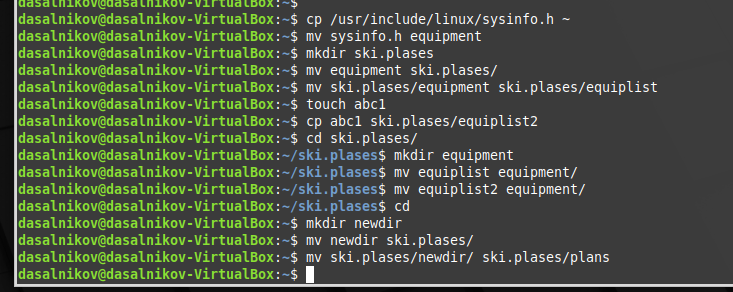 dasalnikov@dasalnikov-VirtualBox:~$
dasalnikov@dasalnikov-VirtualBox:~$ cp /usr/include/linux/sysinfo.h ~
dasalnikov@dasalnikov-VirtualBox:~$ mv sysinfo.h equipment
dasalnikov@dasalnikov-VirtualBox:~$ mkdir ski.plases
dasalnikov@dasalnikov-VirtualBox:~$ mv equipment ski.plases/
dasalnikov@dasalnikov-VirtualBox:~$ mv ski.plases/equipment ski.plases/equiplist
dasalnikov@dasalnikov-VirtualBox:~$ touch abc1
dasalnikov@dasalnikov-VirtualBox:~$ cp abc1 ski.plases/equiplist2
dasalnikov@dasalnikov-VirtualBox:~$ cd ski.plases/
dasalnikov@dasalnikov-VirtualBox:~/ski.plases$ mkdir equipment
dasalnikov@dasalnikov-VirtualBox:~/ski.plases$ mv equiplist equipment/
dasalnikov@dasalnikov-VirtualBox:~/ski.plases$ mv equiplist2 equipment/
dasalnikov@dasalnikov-VirtualBox:~/ski.plases$ cd
dasalnikov@dasalnikov-VirtualBox:~$ mkdir newdir
dasalnikov@dasalnikov-VirtualBox:~$ mv newdir ski.plases/
dasalnikov@dasalnikov-VirtualBox:~$ mv ski.plases/newdir/ ski.plases/plans
dasalnikov@dasalnikov-VirtualBox:~$